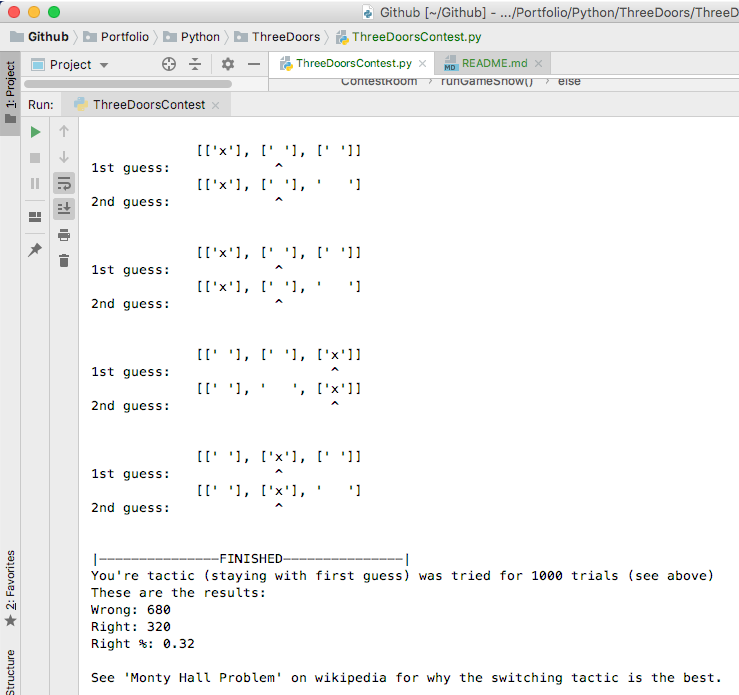 Github [~/Github] - .../Portfolio/Python/ThreeDoors/ThreeD
Github Portfolio Python ThreeDoors ThreeDoorsContest.py
1: Project
Project
ThreeDoorsContest.py
README.md
ContestRoom runGameShow() else
Run: ThreeDoorsContest
[['x'], [' '], [' ']]
1st guess: ^
[['x'], [' '], '   ']
2nd guess: ^
[['x'], [' '], [' ']]
1st guess: ^
[['x'], [' '], '   ']
2nd guess: ^
[[' '], [' '], ['x']]
1st guess: ^
[[' '], '   ', ['x']]
2nd guess: ^
[[' '], ['x'], [' ']]
1st guess: ^
[[' '], ['x'], '   ']
2nd guess: ^
|———————————————FINISHED———————————————|
You're tactic (staying with first guess) was tried for 1000 trials (see above)
These are the results:
Wrong: 680
Right: 320
Right %: 0.32
See 'Monty Hall Problem' on wikipedia for why the switching tactic is the best.
2: Favorites
Structure